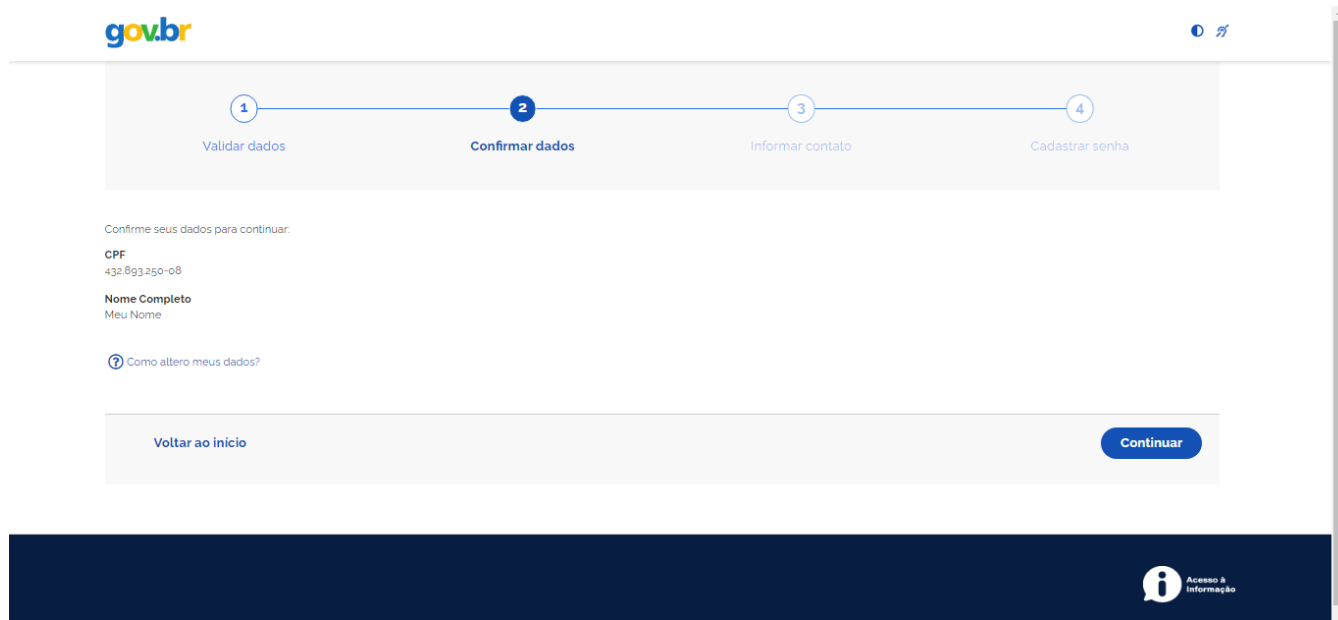 gov.br
1 2 3 4
Validar dados Confirmar dados Informar contato Cadastrar senha
Confirme seus dados para continuar:
CPF
432.893.250-08
Nome Completo
Meu Nome
? Como altero meus dados?
Voltar ao início Continuar
Acesso à
Informação